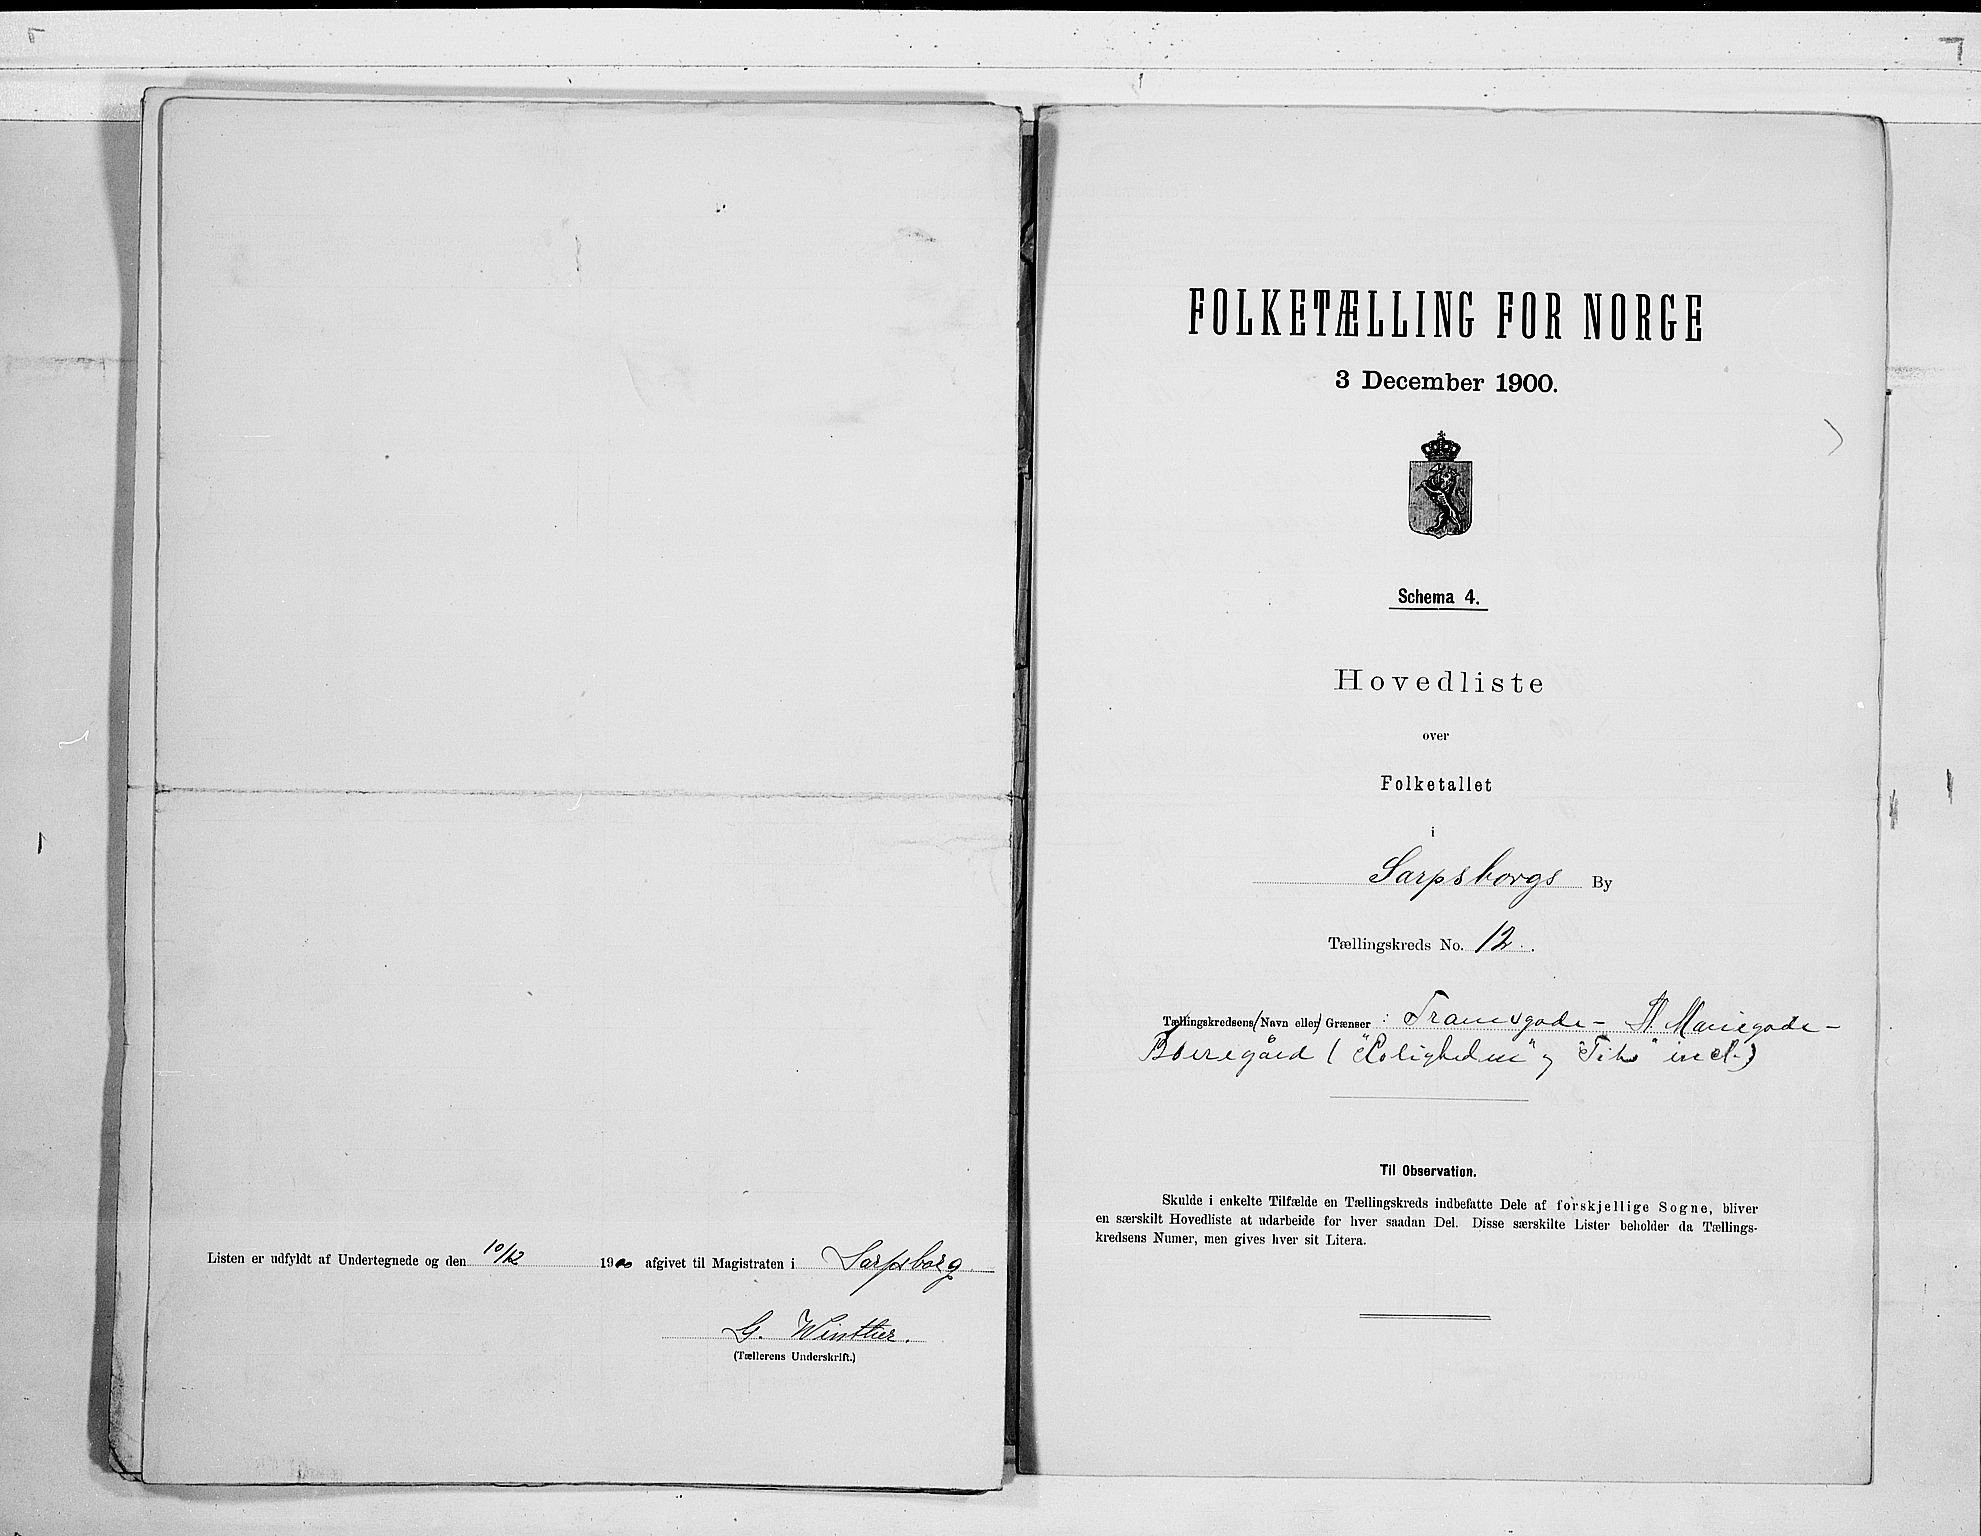 Listen er udfyldt af Undertegnede og den 10/12 1900 afgivet til Magistraten i Sarpsborg
G. Winther.
(Tællerens Underskrift.)
FOLKETÆLLING FOR NORGE
3 December 1900.
Schema 4.
Hovedliste
over
Folketallet
i
Sarpsborgs By
Tællingskreds No. 12.
Tællingskredsens (Navn eller) Grænser : St Mariegade –
( "Roligheden" og incl.)
Til Observation.
Skulde i enkelte Tilfælde en Tællingskreds indbefatte Dele af forskjellige Sogne, bliver
en særskilt Hovedliste at udarbeide for hver saadan Del. Disse særskilte Lister beholder da Tællings-
kredsens Numer, men gives hver sit Litera.